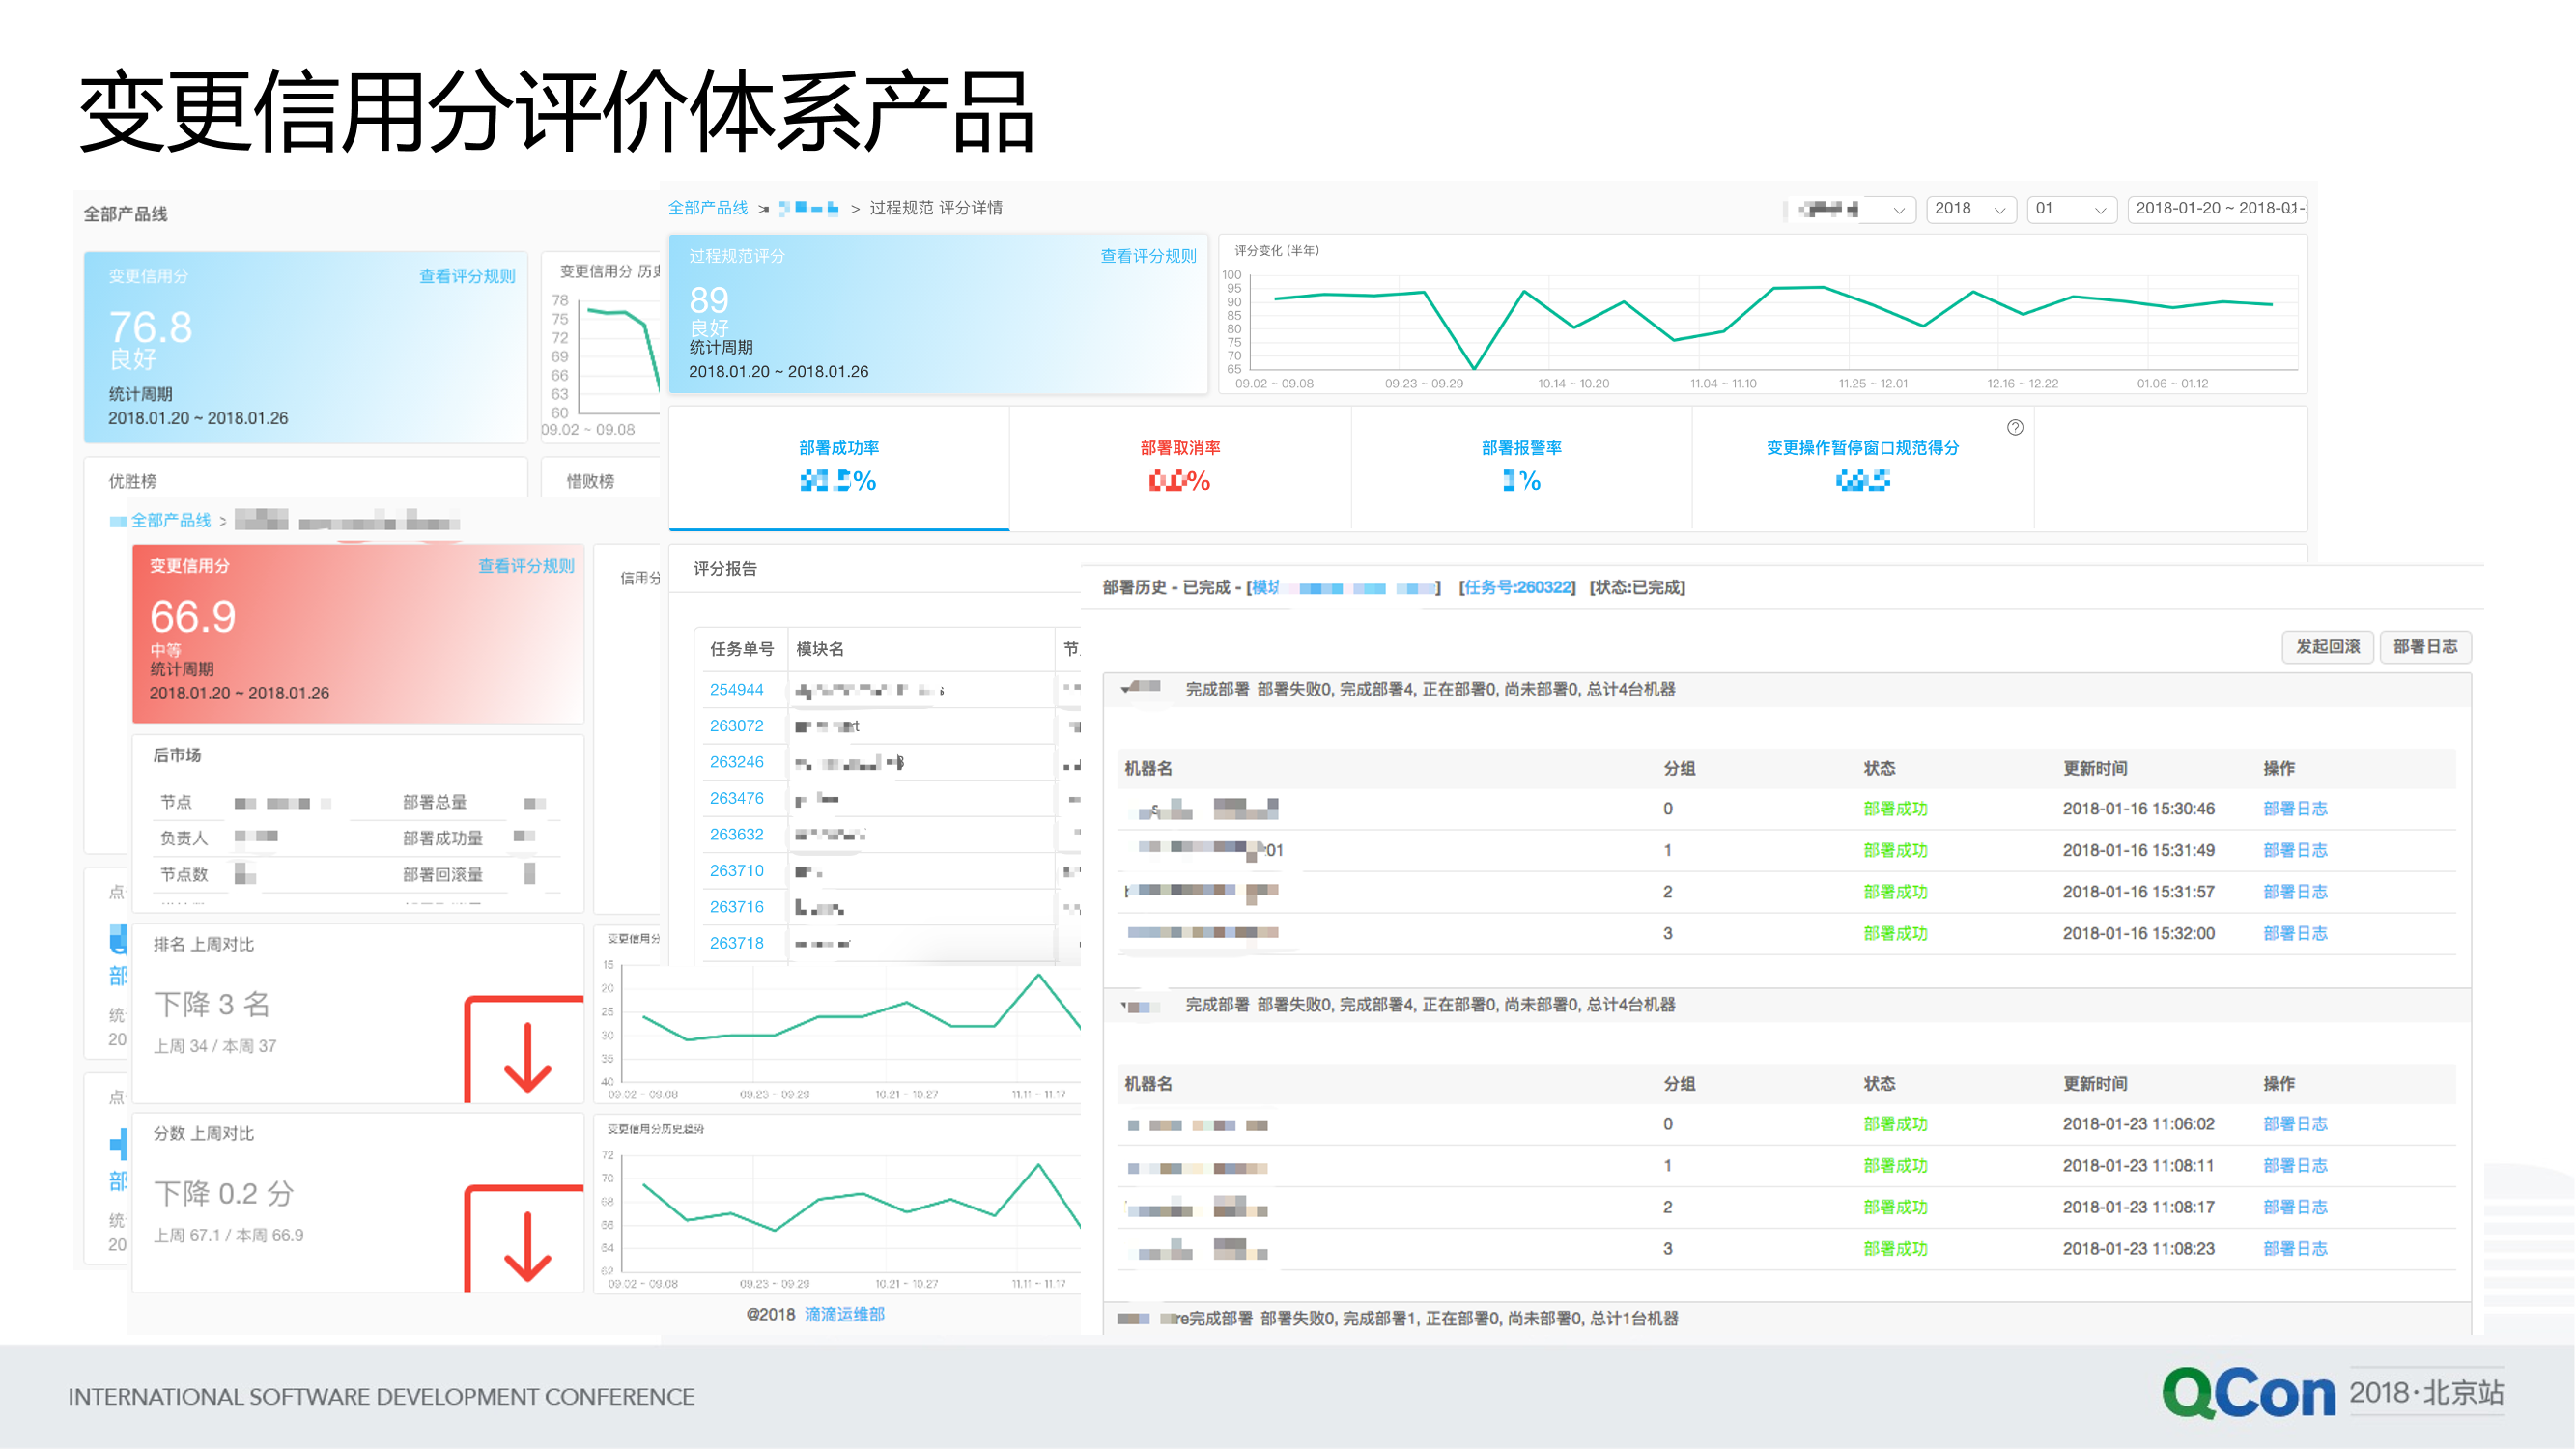 变更信用分评价体系产品
全部产品线
变更信用分
查看评分规则
76.8
良好
统计周期
2018.01.20 ~ 2018.01.26
变更信用分 历史
78
75
72
69
66
63
60
09.02 ~ 09.08
优胜榜
惜败榜
全部产品线 >
变更信用分
查看评分规则
66.9
中等
统计周期
2018.01.20 ~ 2018.01.26
信用分
后市场
节点
部署总量
负责人
部署成功量
节点数
部署回滚量
点
部
统
20
排名 上周对比
下降 3 名
上周 34 / 本周 37
点
部
统
20
分数 上周对比
下降 0.2 分
上周 67.1 / 本周 66.9
变更信用分
15
20
25
30
35
40
09.02 ~ 09.08
09.23 ~ 09.29
10.21 ~ 10.27
11.11 ~ 11.17
变更信用分历史趋势
72
70
68
66
64
62
09.02 ~ 09.08
09.23 ~ 09.29
10.21 ~ 10.27
11.11 ~ 11.17
@2018 滴滴运维部
全部产品线 >
> 过程规范 评分详情
2018
01
2018-01-20 ~ 2018-01-2
过程规范评分
查看评分规则
89
良好
统计周期
2018.01.20 ~ 2018.01.26
评分变化 (半年)
100
95
90
85
80
75
70
65
09.02 ~ 09.08
09.23 ~ 09.29
10.14 ~ 10.20
11.04 ~ 11.10
11.25 ~ 12.01
12.16 ~ 12.22
01.06 ~ 01.12
部署成功率
%
部署取消率
%
部署报警率
%
变更操作暂停窗口规范得分
?
评分报告
任务单号
模块名
节
254944
263072
263246
263476
263632
263710
263716
263718
部署历史 - 已完成 - [模块
] [任务号:260322] [状态:已完成]
发起回滚
部署日志
完成部署 部署失败0, 完成部署4, 正在部署0, 尚未部署0, 总计4台机器
机器名 分组 状态 更新时间 操作
0 部署成功 2018-01-16 15:30:46 部署日志
01 1 部署成功 2018-01-16 15:31:49 部署日志
2 部署成功 2018-01-16 15:31:57 部署日志
3 部署成功 2018-01-16 15:32:00 部署日志
完成部署 部署失败0, 完成部署4, 正在部署0, 尚未部署0, 总计4台机器
机器名 分组 状态 更新时间 操作
0 部署成功 2018-01-23 11:06:02 部署日志
1 部署成功 2018-01-23 11:08:11 部署日志
2 部署成功 2018-01-23 11:08:17 部署日志
3 部署成功 2018-01-23 11:08:23 部署日志
re完成部署 部署失败0, 完成部署1, 正在部署0, 尚未部署0, 总计1台机器
INTERNATIONAL SOFTWARE DEVELOPMENT CONFERENCE
QCon 2018·北京站